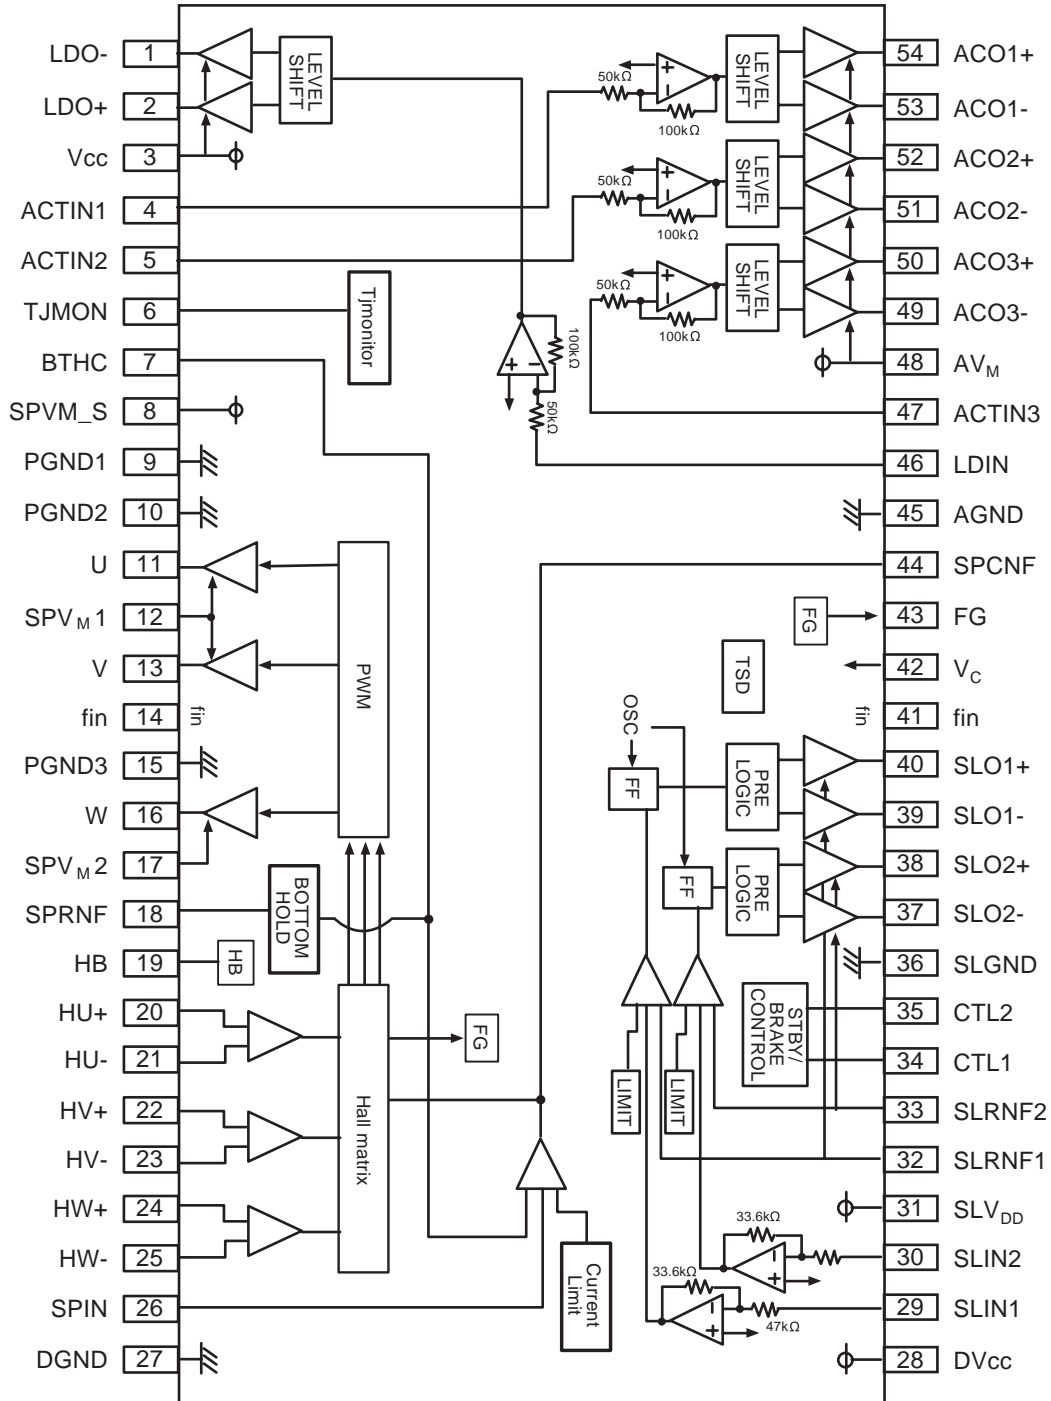 LDO- 1
LDO+ 2
Vcc 3
ACTIN1 4
ACTIN2 5
TJMON 6
BTHC 7
SPVM_S 8
PGND1 9
PGND2 10
U 11
SPVM1 12
V 13
fin 14 fin
PGND3 15
W 16
SPVM2 17
SPRNF 18
HB 19 HB
HU+ 20
HU- 21
HV+ 22
HV- 23
HW+ 24
HW- 25
SPIN 26
DGND 27
LEVEL
SHIFT
Tjmonitor
100kΩ
50kΩ
+
-
PWM
BOTTOM
HOLD
FG
Hall matrix
Current
Limit
50kΩ
+
-
100kΩ
LEVEL
SHIFT
50kΩ
+
-
100kΩ
LEVEL
SHIFT
50kΩ
+
-
100kΩ
LEVEL
SHIFT
FG
TSD
OSC
FF
PRE
LOGIC
FF
PRE
LOGIC
STBY/
BRAKE
CONTROL
LIMIT
LIMIT
33.6kΩ
-
+
33.6kΩ
-
+
47kΩ
54 ACO1+
53 ACO1-
52 ACO2+
51 ACO2-
50 ACO3+
49 ACO3-
48 AVM
47 ACTIN3
46 LDIN
45 AGND
44 SPCNF
43 FG
42 VC
fin 41 fin
40 SLO1+
39 SLO1-
38 SLO2+
37 SLO2-
36 SLGND
35 CTL2
34 CTL1
33 SLRNF2
32 SLRNF1
31 SLVDD
30 SLIN2
29 SLIN1
28 DVcc